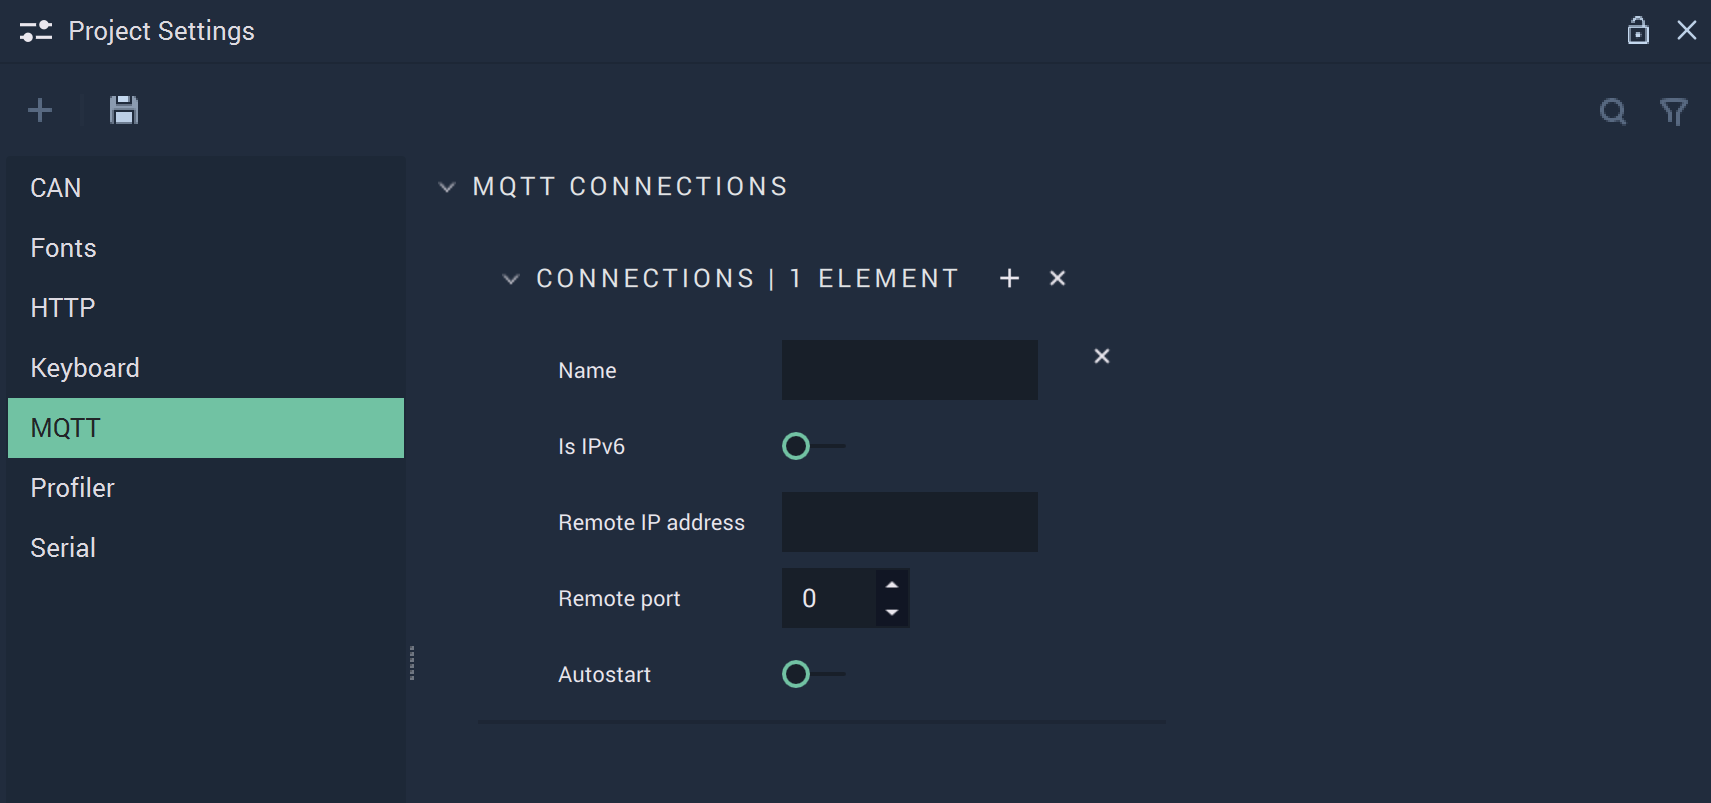 Project Settings
CAN
Fonts
HTTP
Keyboard
MQTT
Profiler
Serial
MQTT CONNECTIONS
CONNECTIONS | 1 ELEMENT
Name
Is IPv6
Remote IP address
Remote port 0
Autostart